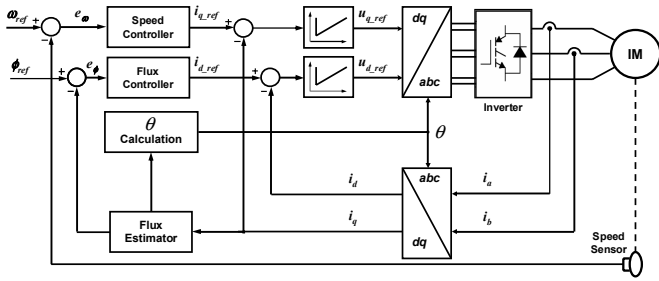 ω_ref
e_ω
Speed
Controller
i_q_ref
u_q_ref
dq
abc
Inverter
IM
ϕ_ref
e_ϕ
Flux
Controller
i_d_ref
u_d_ref
θ
Calculation
θ
Flux
Estimator
i_d
i_q
abc
dq
i_a
i_b
Speed
Sensor
+
−
+
−
+
−
+
−